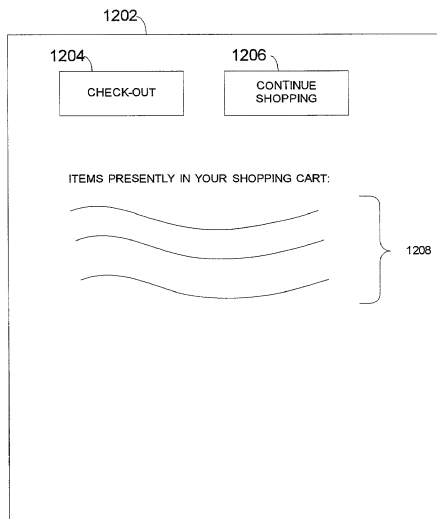 1202
1204
1206
CHECK-OUT
CONTINUE
SHOPPING
ITEMS PRESENTLY IN YOUR SHOPPING CART:
1208